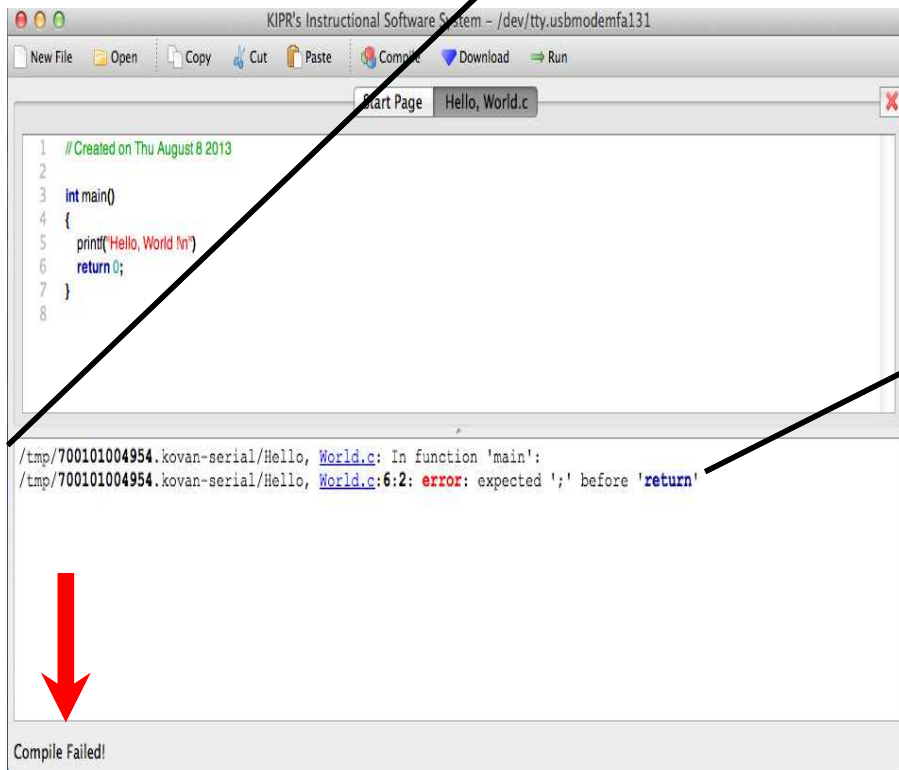 KIPR's Instructional Software System – /dev/tty.usbmodemfa131
New File Open Copy Cut Paste Compile Download Run
Start Page Hello, World.c
1 // Created on Thu August 8 2013
2
3 int main()
4 {
5 printf("Hello, World !\n")
6 return 0;
7 }
8
/tmp/700101004954.kovan-serial/Hello, World.c: In function 'main':
/tmp/700101004954.kovan-serial/Hello, World.c:6:2: error: expected ';' before 'return'
Compile Failed!